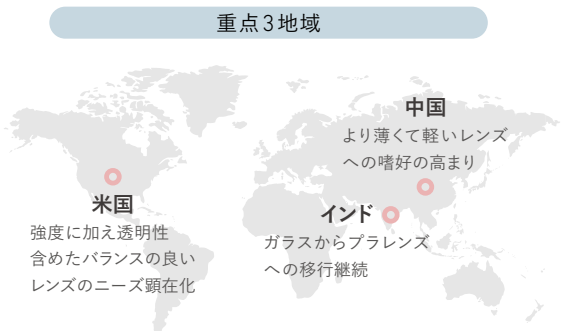 重点3地域
中国
より薄くて軽いレンズ
への嗜好の高まり
米国
強度に加え透明性
含めたバランスの良い
レンズのニーズ顕在化
インド
ガラスからプラレンズ
への移行継続